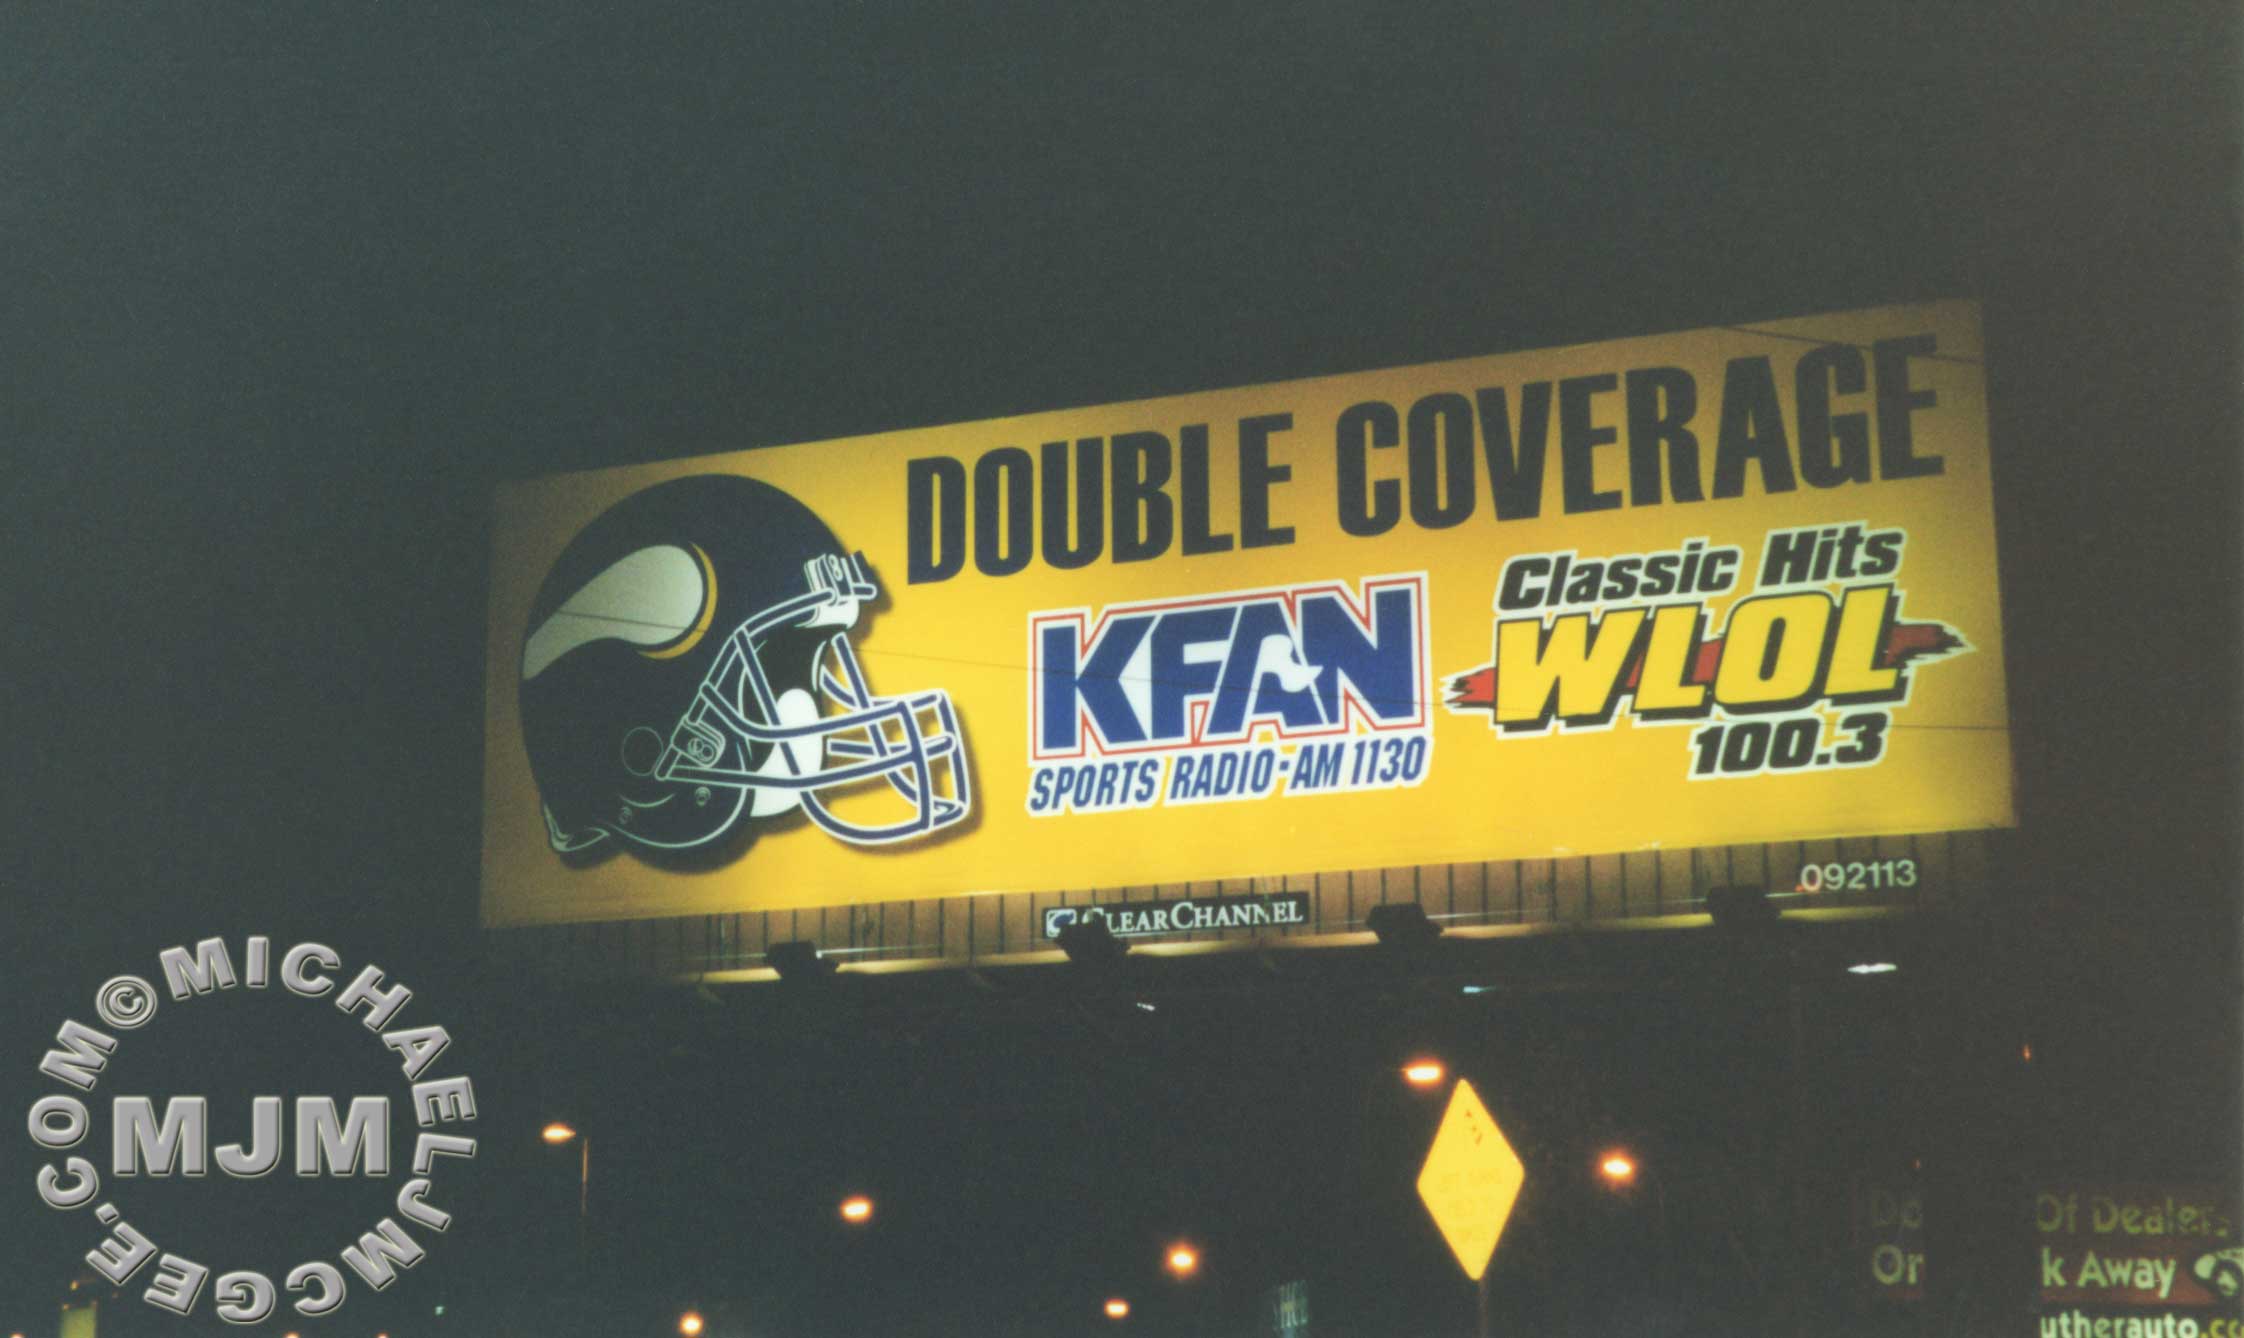 DOUBLE COVERAGE
KFAN
SPORTS RADIO·AM 1130
Classic Hits
WLOL
100.3
092113
CLEARCHANNEL
©MICHAELJMCGEE.COM
MJM
Of Dealer
k Away
utherauto.co